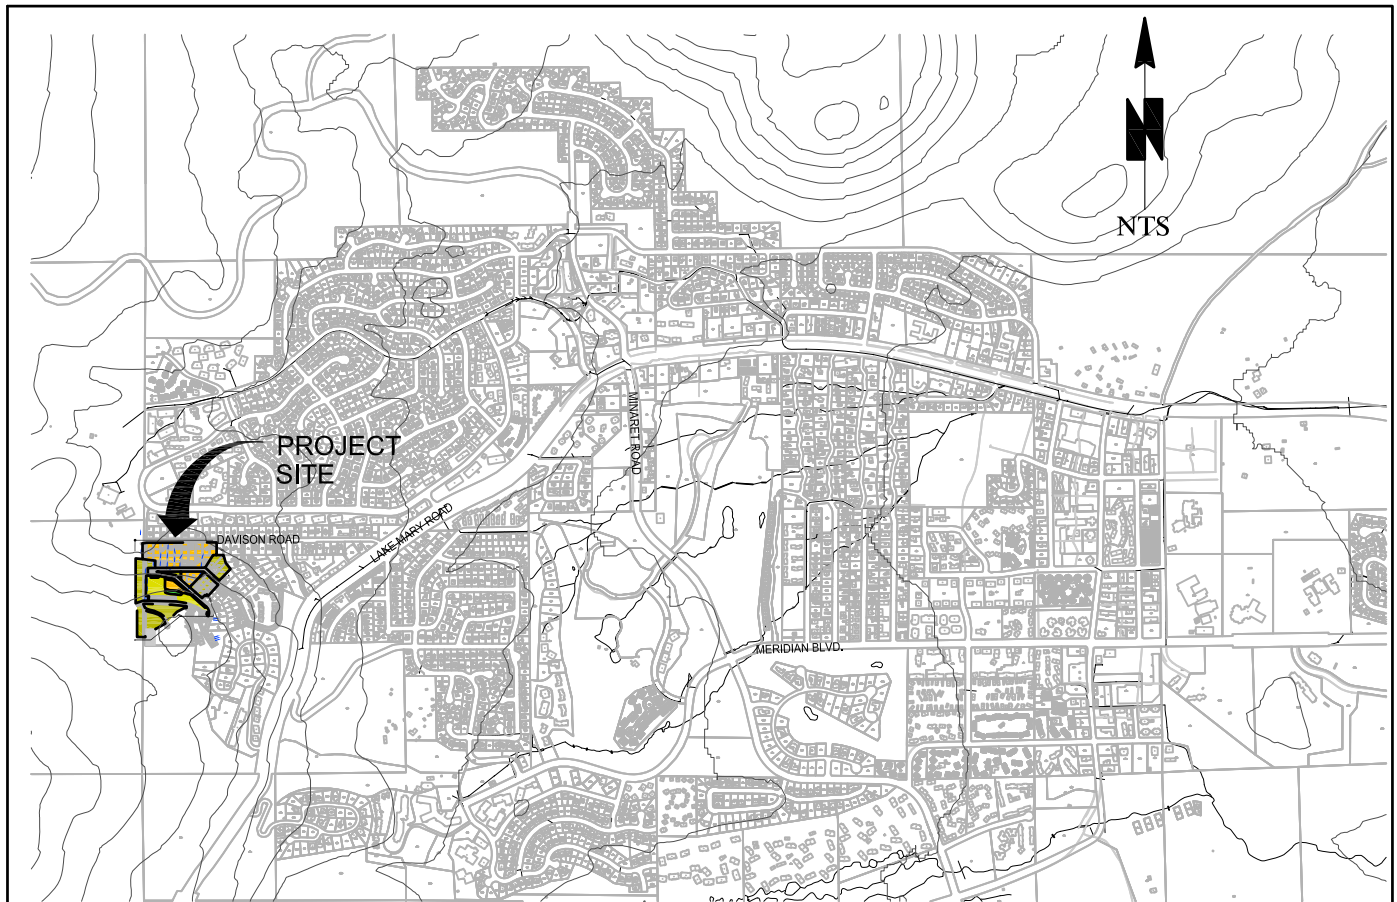 N
NTS
MINARET ROAD
PROJECT
SITE
LAKE MARY ROAD
DAVISON ROAD
MERIDIAN BLVD.